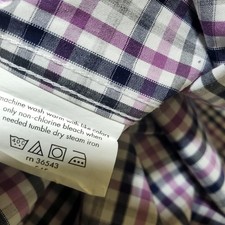 machine wash warm with like colors
only non-chlorine bleach when
needed tumble dry steam iron
rn 36543